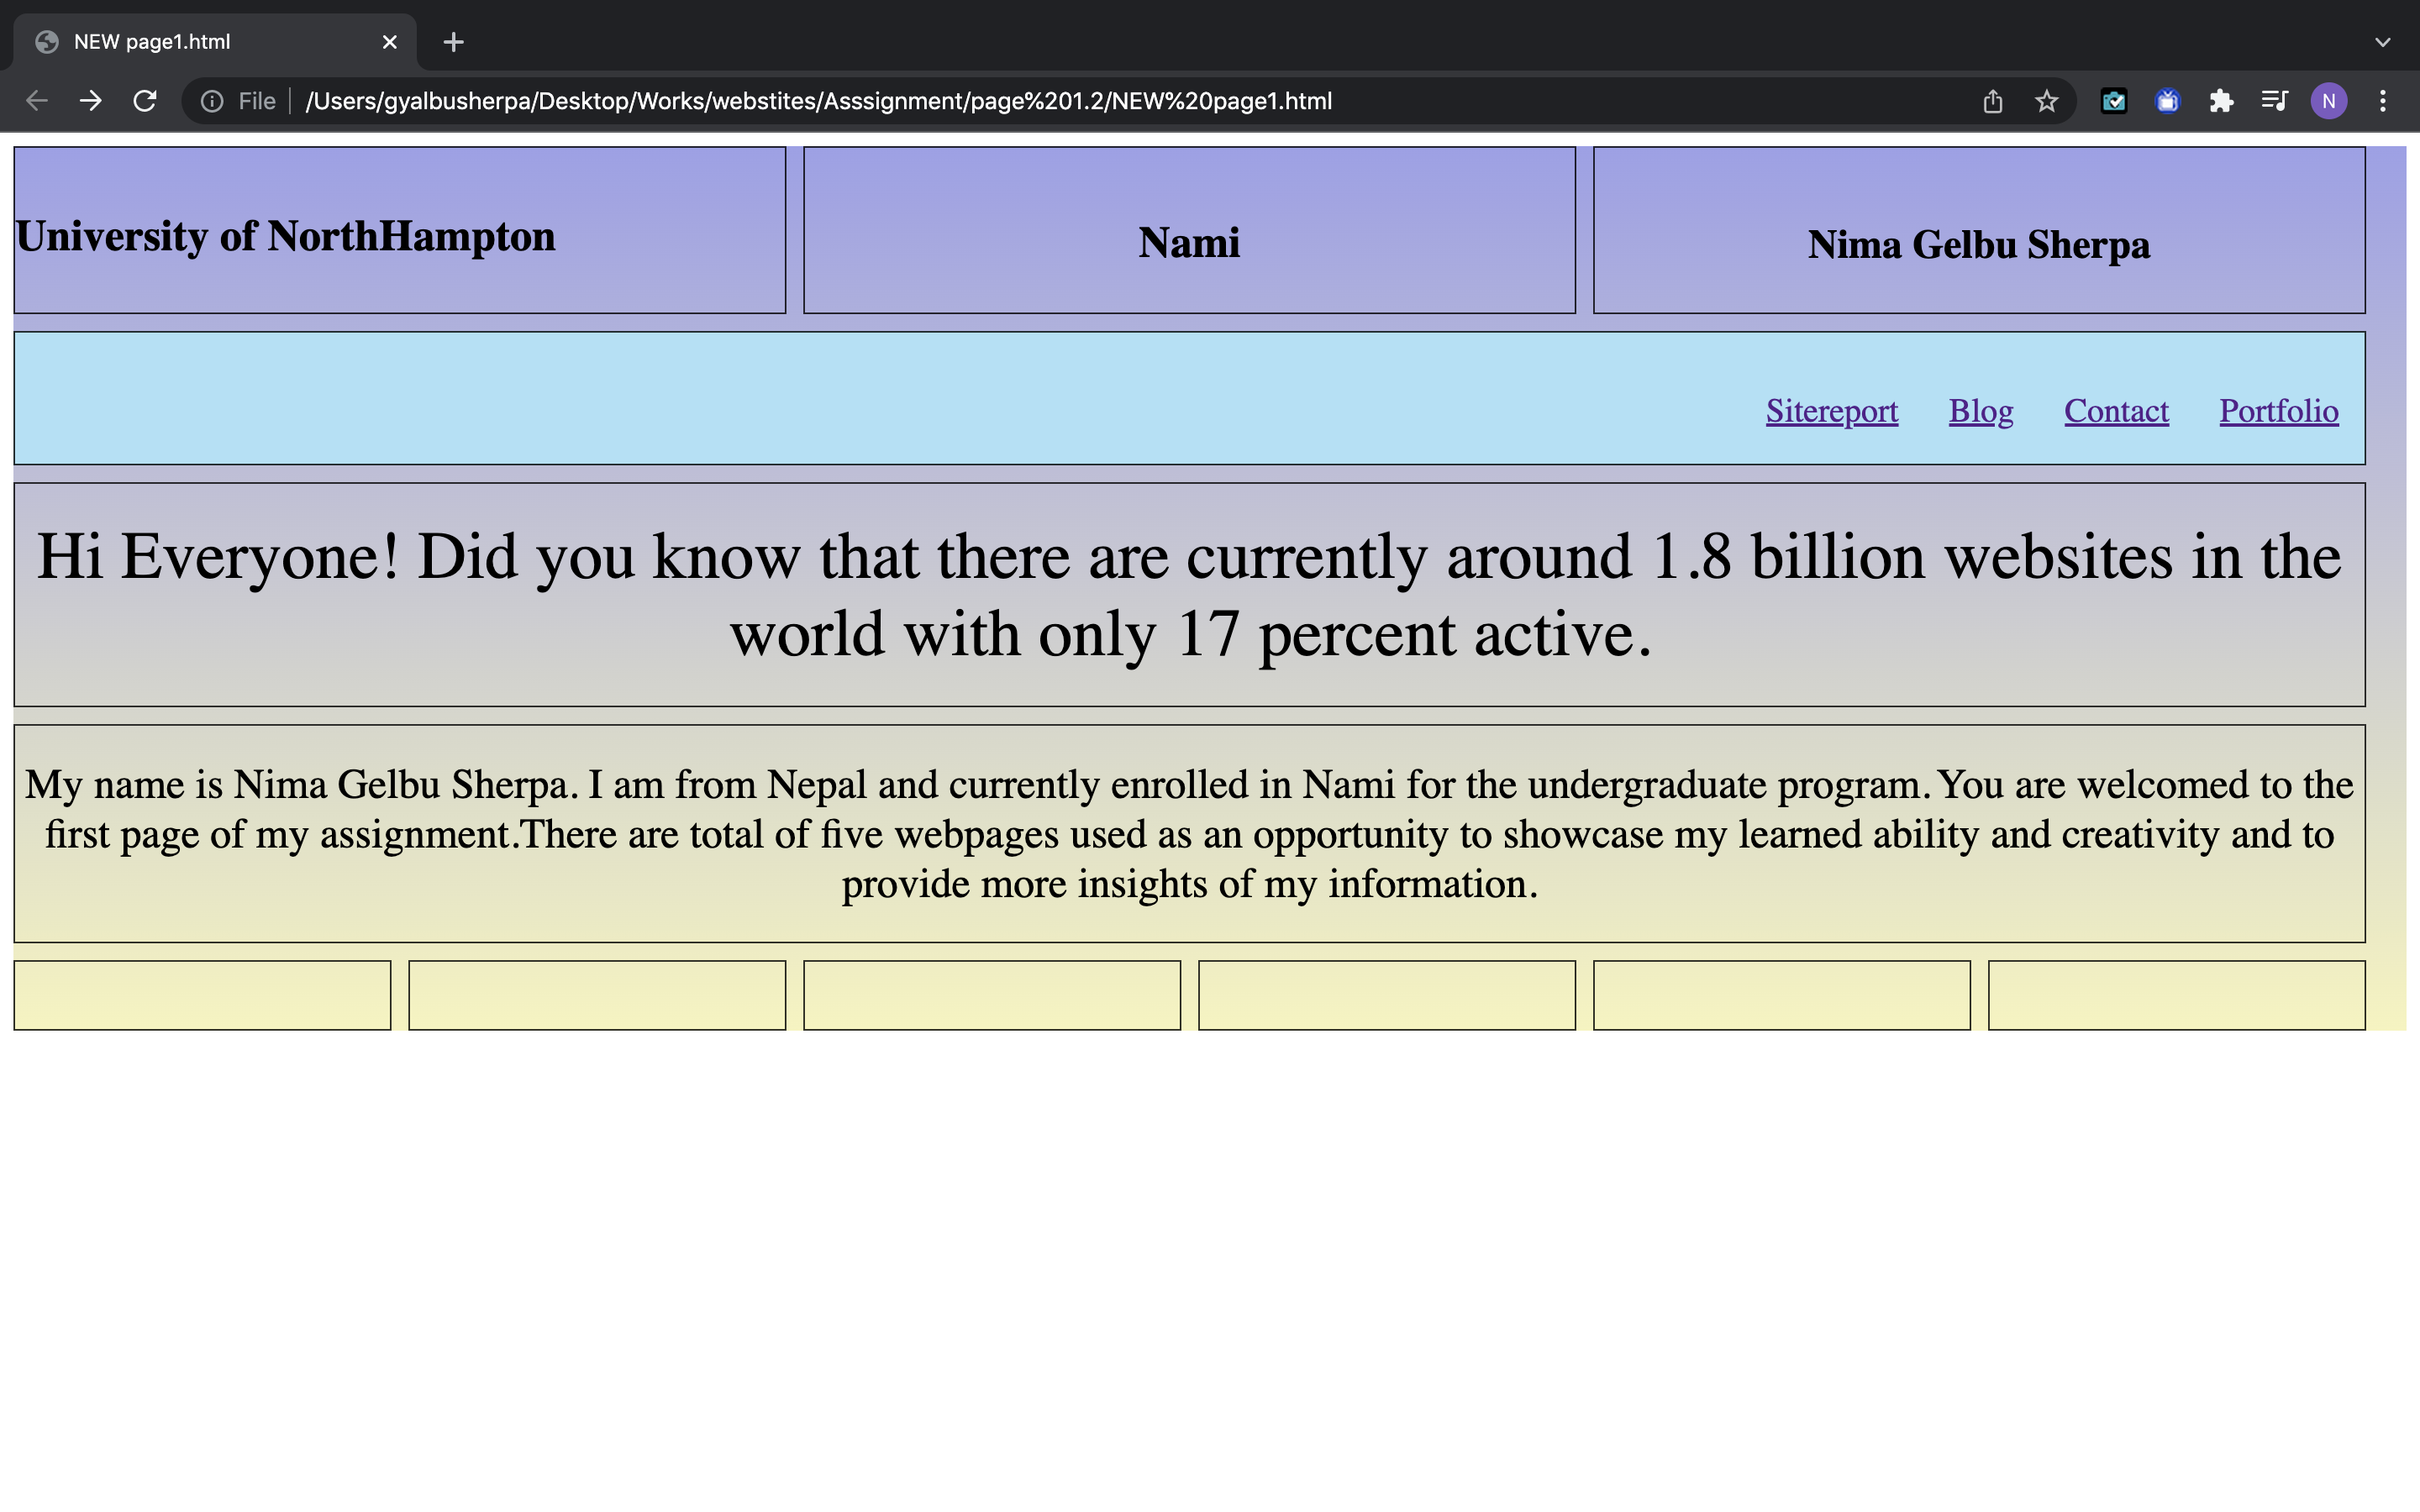 NEW page1.html
File /Users/gyalbusherpa/Desktop/Works/webstites/Asssignment/page%201.2/NEW%20page1.html
N
University of NorthHampton
Nami
Nima Gelbu Sherpa
Sitereport Blog Contact Portfolio
Hi Everyone! Did you know that there are currently around 1.8 billion websites in the
world with only 17 percent active.
My name is Nima Gelbu Sherpa. I am from Nepal and currently enrolled in Nami for the undergraduate program. You are welcomed to the
first page of my assignment.There are total of five webpages used as an opportunity to showcase my learned ability and creativity and to
provide more insights of my information.